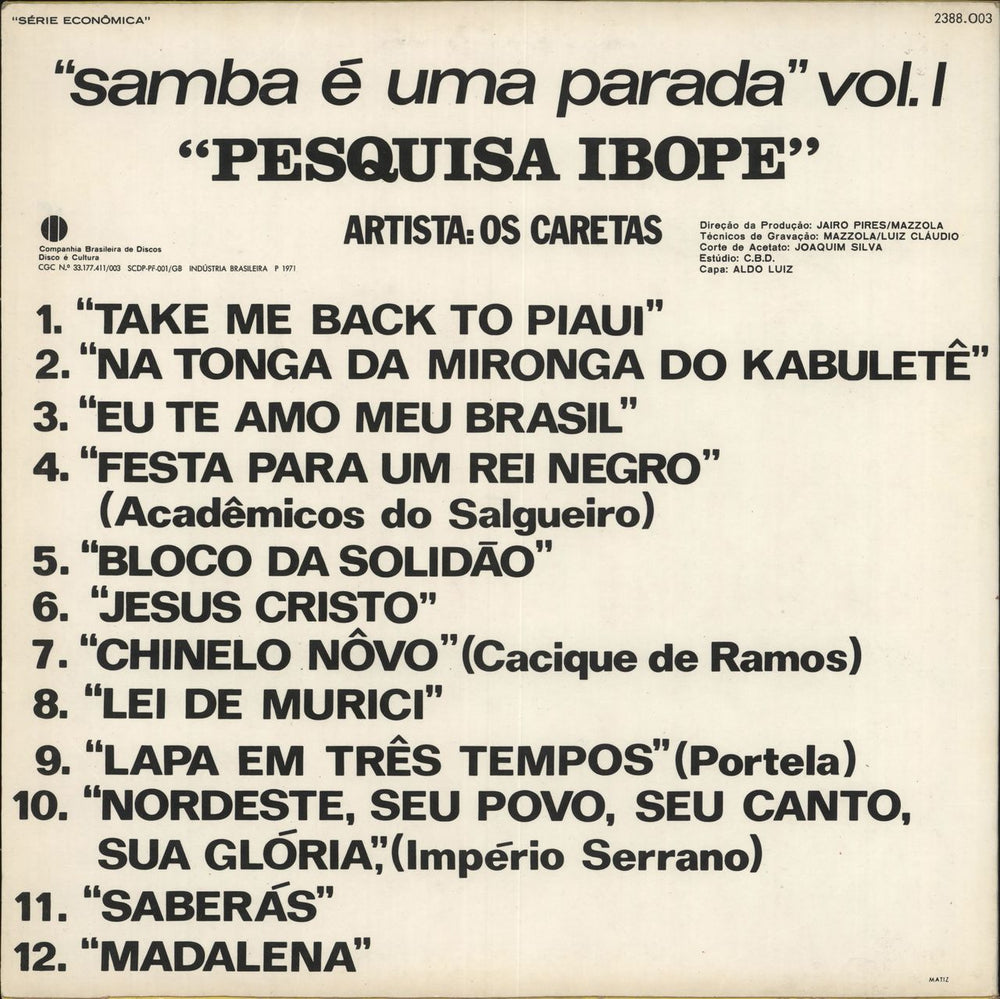 "SÉRIE ECONÔMICA"
2388.003
"samba é uma parada" vol. I
"PESQUISA IBOPE"
ARTISTA: OS CARETAS
Companhia Brasileira de Discos
Disco é Cultura
CGC N.º 33.177.411/003 SCDP-PF-001/GB INDÚSTRIA BRASILEIRA P 1971
Direção da Produção: JAIRO PIRES/MAZZOLA
Técnicos de Gravação: MAZZOLA/LUIZ CLÁUDIO
Corte de Acetato: JOAQUIM SILVA
Estúdio: C.B.D.
Capa: ALDO LUIZ
1. "TAKE ME BACK TO PIAUI"
2. "NA TONGA DA MIRONGA DO KABULETÊ"
3. "EU TE AMO MEU BRASIL"
4. "FESTA PARA UM REI NEGRO"
(Acadêmicos do Salgueiro)
5. "BLOCO DA SOLIDÃO"
6. "JESUS CRISTO"
7. "CHINELO NÔVO" (Cacique de Ramos)
8. "LEI DE MURICI"
9. "LAPA EM TRÊS TEMPOS" (Portela)
10. "NORDESTE, SEU POVO, SEU CANTO,
SUA GLÓRIA", (Império Serrano)
11. "SABERÁS"
12. "MADALENA"
MATIZ